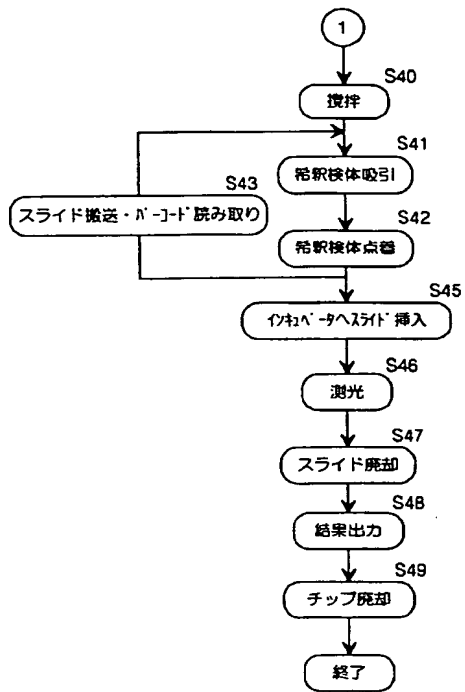 1
S40
撹拌
S41
希釈検体吸引
S43
スライド搬送・バーコード読み取り
S42
希釈検体点着
S45
インキュベータへスライド挿入
S46
測光
S47
スライド廃却
S48
結果出力
S49
チップ廃却
終了